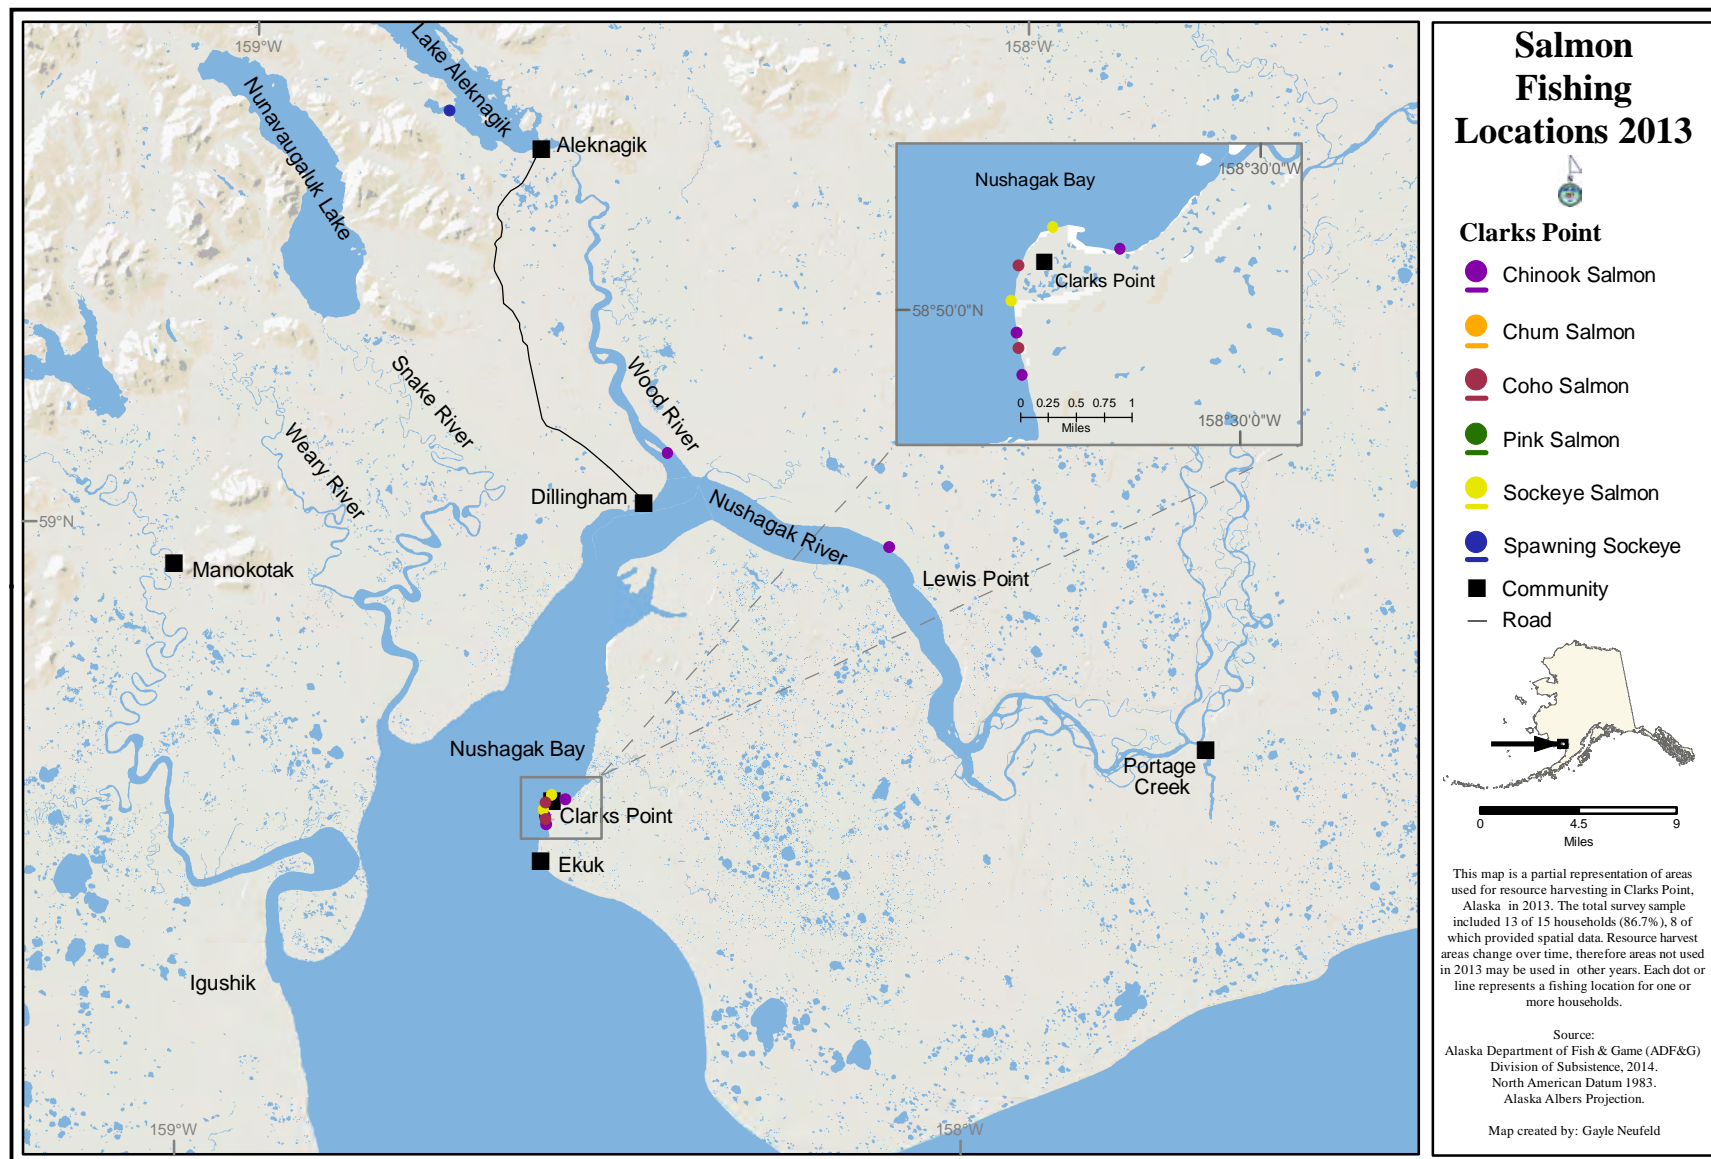 159°W
158°W
Lake Aleknagik
Nunavaugaluk Lake
Aleknagik
Nushagak Bay
158°30'0"W
Clarks Point
58°50'0"N
0 0.25 0.5 0.75 1
Miles
158°30'0"W
Snake River
Wood River
Weary River
Dillingham
Nushagak River
59°N
Manokotak
Lewis Point
Nushagak Bay
Portage
Creek
Clarks Point
Ekuk
Igushik
159°W
158°W
Salmon
Fishing
Locations 2013
N
Clarks Point
Chinook Salmon
Chum Salmon
Coho Salmon
Pink Salmon
Sockeye Salmon
Spawning Sockeye
Community
Road
0 4.5 9
Miles
This map is a partial representation of areas
used for resource harvesting in Clarks Point,
Alaska in 2013. The total survey sample
included 13 of 15 households (86.7%), 8 of
which provided spatial data. Resource harvest
areas change over time, therefore areas not used
in 2013 may be used in other years. Each dot or
line represents a fishing location for one or
more households.
Source:
Alaska Department of Fish & Game (ADF&G)
Division of Subsistence, 2014.
North American Datum 1983.
Alaska Albers Projection.
Map created by: Gayle Neufeld